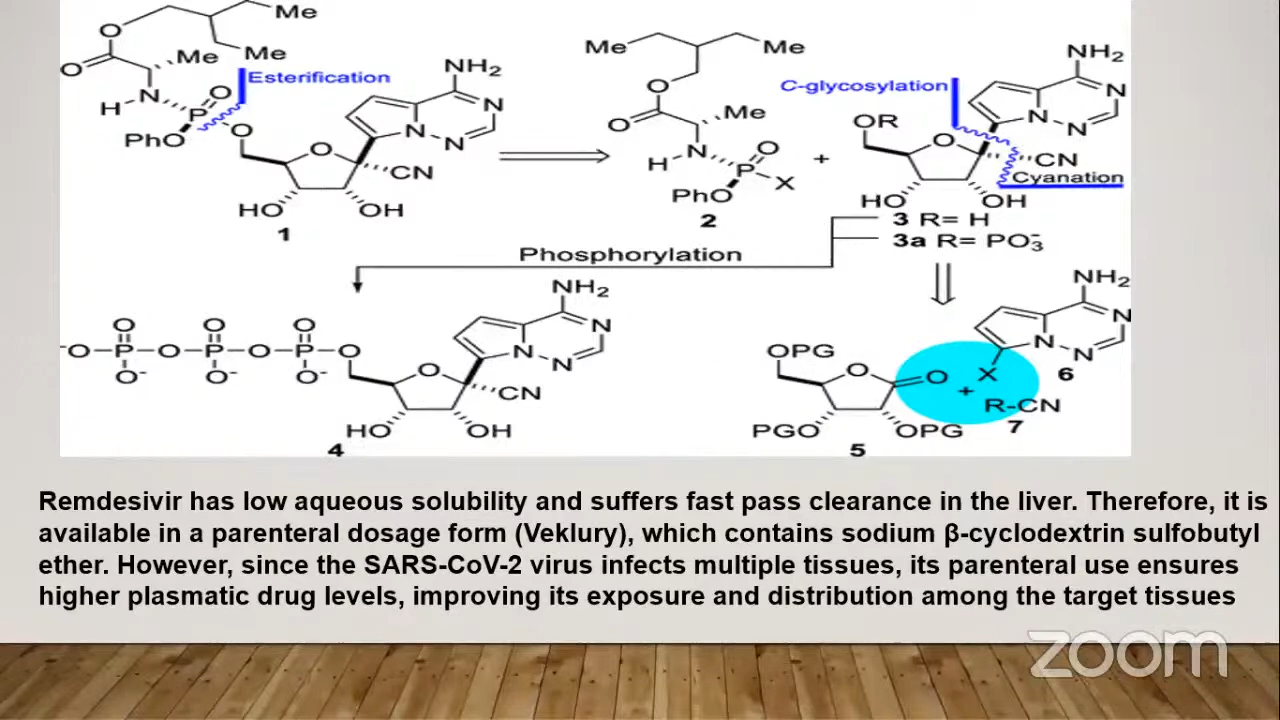 Me
O
O
Me
Me
Esterification
NH₂
H
N
O
P
O
PhO
O
N
N
N
CN
HO
OH
1
Me
Me
O
O
Me
N
H
O
P
PhO
X
2
+
C-glycosylation
NH₂
OR
O
N
N
N
CN
Cyanation
HO
OH
3 R= H
3a R= PO₃⁻
Phosphorylation
NH₂
O
O
O
-O
P
O
P
O
P
O
O⁻
O⁻
O⁻
O
N
N
N
CN
HO
OH
4
NH₂
N
N
N
X
6
OPG
O
O
+
R-CN
7
PGO
OPG
5
Remdesivir has low aqueous solubility and suffers fast pass clearance in the liver. Therefore, it is
available in a parenteral dosage form (Veklury), which contains sodium β-cyclodextrin sulfobutyl
ether. However, since the SARS-CoV-2 virus infects multiple tissues, its parenteral use ensures
higher plasmatic drug levels, improving its exposure and distribution among the target tissues
zoom